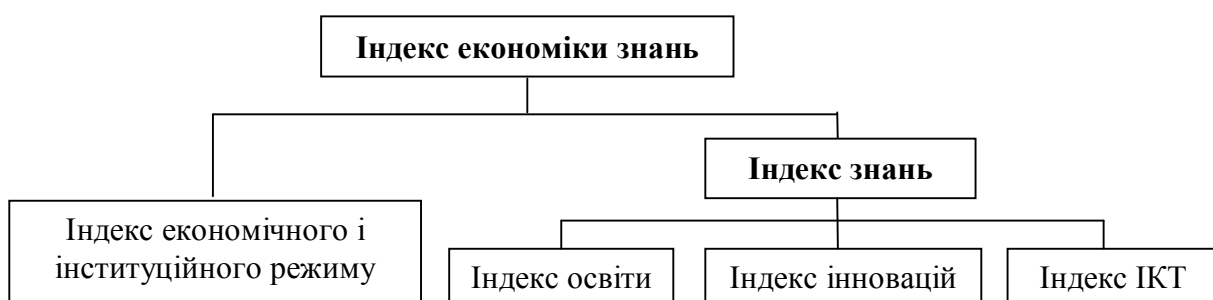 Індекс економіки знань
Індекс знань
Індекс економічного і
інституційного режиму
Індекс освіти
Індекс інновацій
Індекс ІКТ